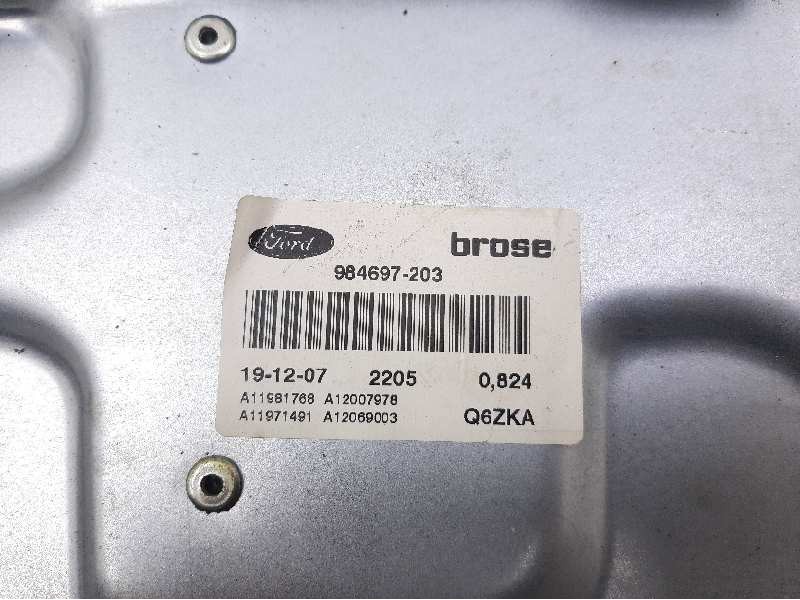 Ford
brose
984697-203
19-12-07 2205 0,824
A11981768 A12007978
A11971491 A12069003 Q6ZKA